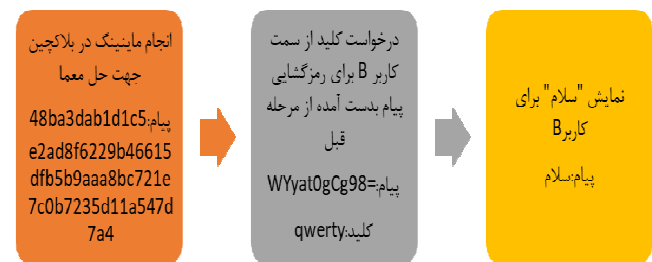 انجام ماینینگ در بلاکچین
جهت حل معما
پیام:48ba3dab1d1c5
e2ad8f6229b46615
dfb5b9aaa8bc721e
7c0b7235d11a547d
7a4
درخواست کلید از سمت
کاربر B برای رمزگشایی
پیام بدست آمده از مرحله
قبل
پیام:=WYyat0gCg98
کلید:qwerty
نمایش "سلام" برای
کاربرB
پیام:سلام